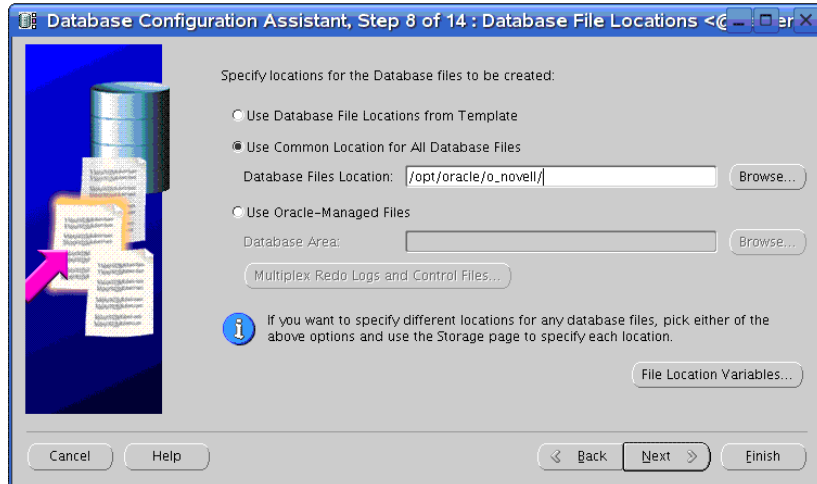 Database Configuration Assistant, Step 8 of 14 : Database File Locations <@
Specify locations for the Database files to be created:
Use Database File Locations from Template
Use Common Location for All Database Files
Database Files Location: /opt/oracle/o_novell/ Browse...
Use Oracle-Managed Files
Database Area: Browse...
Multiplex Redo Logs and Control Files...
If you want to specify different locations for any database files, pick either of the
above options and use the Storage page to specify each location.
File Location Variables...
Cancel Help Back Next Finish